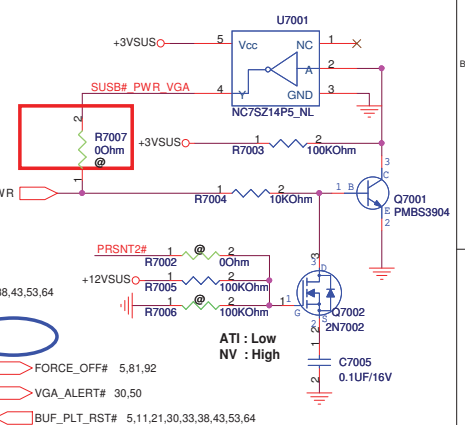 U7001
+3VSUS 5 Vcc NC 1
A 2
SUSB#_PWR_VGA 4 Y GND 3
NC7SZ14P5_NL
2
R7007
0Ohm
@
1
+3VSUS 1 2
R7003 100KOhm
3
C
WR 1 2 1 B Q7001
R7004 10KOhm PMBS3904
E
2
PRSNT2# 1 @ 2
R7002 0Ohm
+12VSUS 1 2
R7005 100KOhm
1 @ 2
R7006 100KOhm
3 3 D
1 G
Q7002
2 S
2N7002
ATI : Low
NV : High
1
C7005
0.1UF/16V
2
38,43,53,64
FORCE_OFF# 5,81,92
VGA_ALERT# 30,50
BUF_PLT_RST# 5,11,21,30,33,38,43,53,64
B